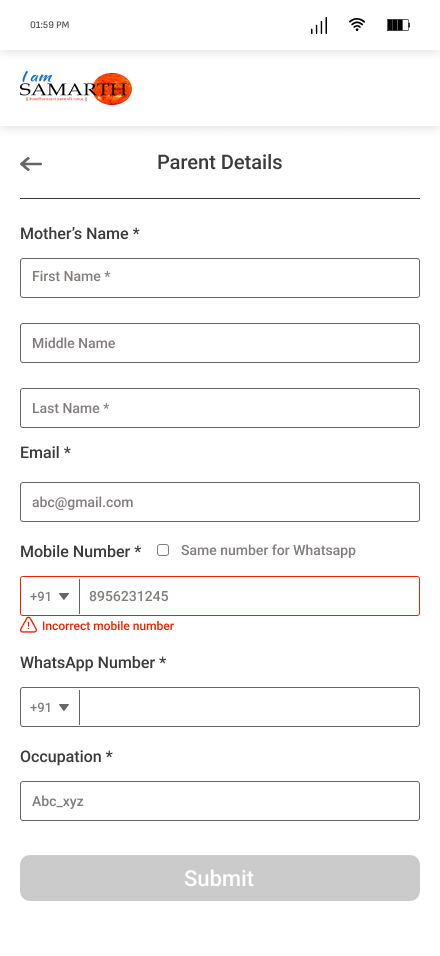 01:59 PM
I am
SAMARTH
Parent Details
Mother's Name *
First Name *
Middle Name
Last Name *
Email *
abc@gmail.com
Mobile Number * Same number for Whatsapp
+91 8956231245
Incorrect mobile number
WhatsApp Number *
+91
Occupation *
Abc_xyz
Submit